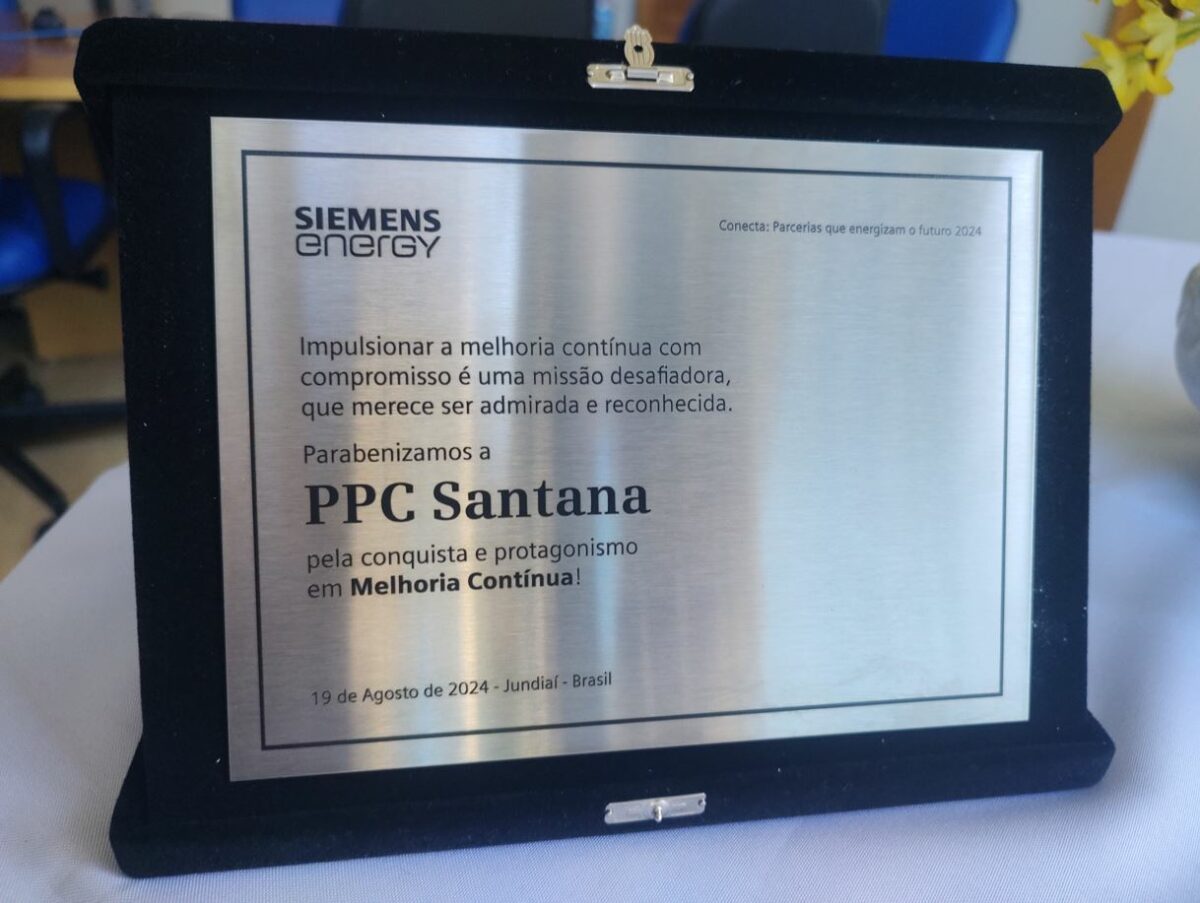 SIEMENS
energy
Conecta: Parcerias que energizam o futuro 2024
Impulsionar a melhoria contínua com
compromisso é uma missão desafiadora,
que merece ser admirada e reconhecida.
Parabenizamos a
PPC Santana
pela conquista e protagonismo
em Melhoria Contínua!
19 de Agosto de 2024 - Jundiaí - Brasil